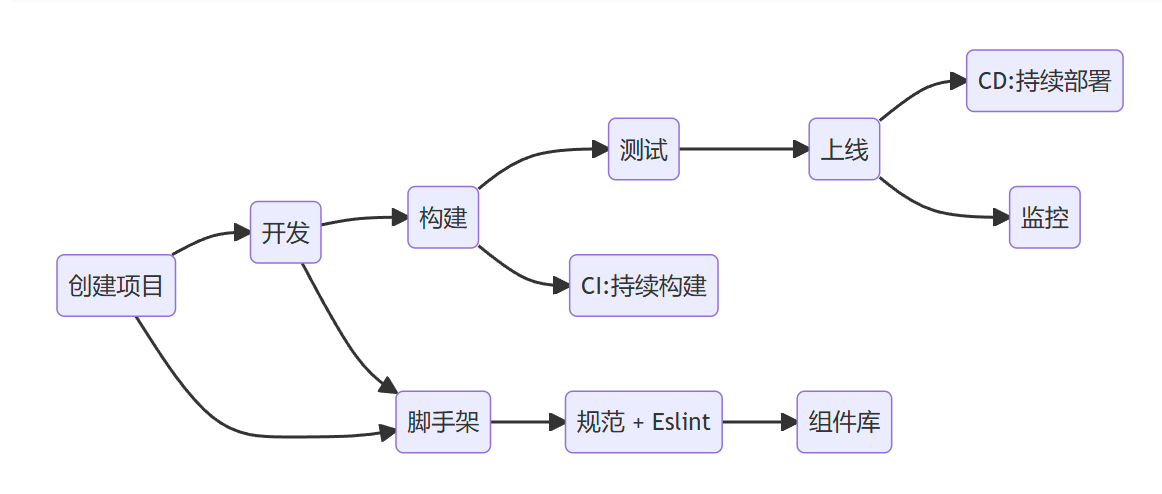 创建项目
开发
构建
测试
上线
CD:持续部署
监控
CI:持续构建
脚手架
规范 + Eslint
组件库